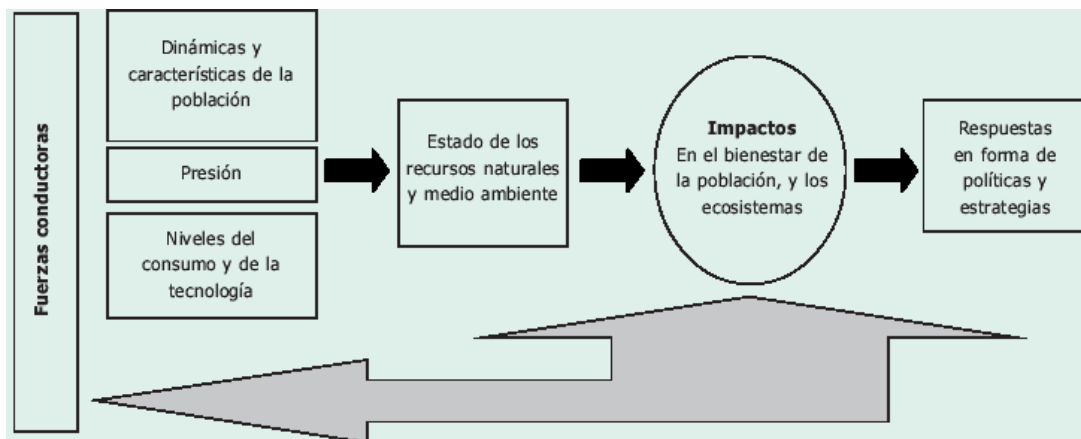 Fuerzas conductoras
Dinámicas y
características de la
población
Presión
Niveles del
consumo y de la
tecnología
Estado de los
recursos naturales
y medio ambiente
Impactos
En el bienestar de
la población, y los
ecosistemas
Respuestas
en forma de
políticas y
estrategias